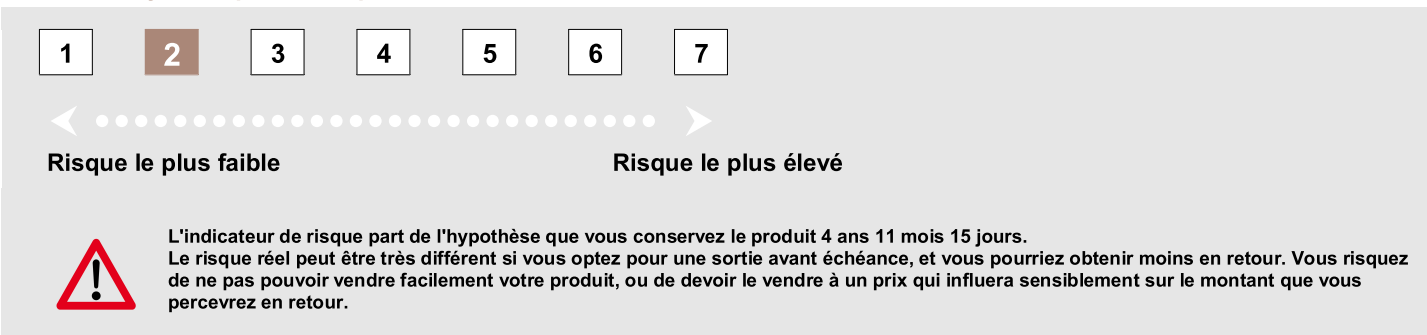 1 2 3 4 5 6 7
Risque le plus faible Risque le plus élevé
L'indicateur de risque part de l'hypothèse que vous conservez le produit 4 ans 11 mois 15 jours.
Le risque réel peut être très différent si vous optez pour une sortie avant échéance, et vous pourriez obtenir moins en retour. Vous risquez
de ne pas pouvoir vendre facilement votre produit, ou de devoir le vendre à un prix qui influera sensiblement sur le montant que vous
percevrez en retour.